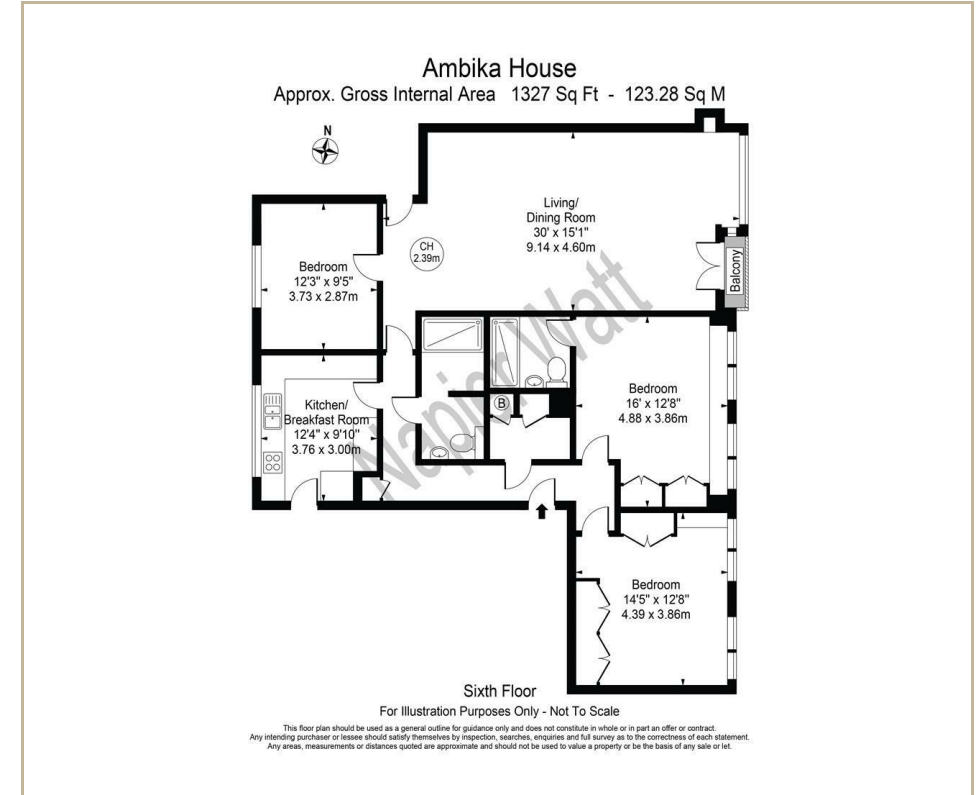 Ambika House
Approx. Gross Internal Area 1327 Sq Ft - 123.28 Sq M
N
Living/
Dining Room
30' x 15'1"
9.14 x 4.60m
CH
2.39m
Balcony
Bedroom
12'3" x 9'5"
3.73 x 2.87m
Napier Watt
Kitchen/
Breakfast Room
12'4" x 9'10"
3.76 x 3.00m
B
Bedroom
16' x 12'8"
4.88 x 3.86m
Bedroom
14'5" x 12'8"
4.39 x 3.86m
Sixth Floor
For Illustration Purposes Only - Not To Scale
This floor plan should be used as a general outline for guidance only and does not constitute in whole or in part an offer or contract.
Any intending purchaser or lessee should satisfy themselves by inspection, searches, enquiries and full survey as to the correctness of each statement.
Any areas, measurements or distances quoted are approximate and should not be used to value a property or be the basis of any sale or let.